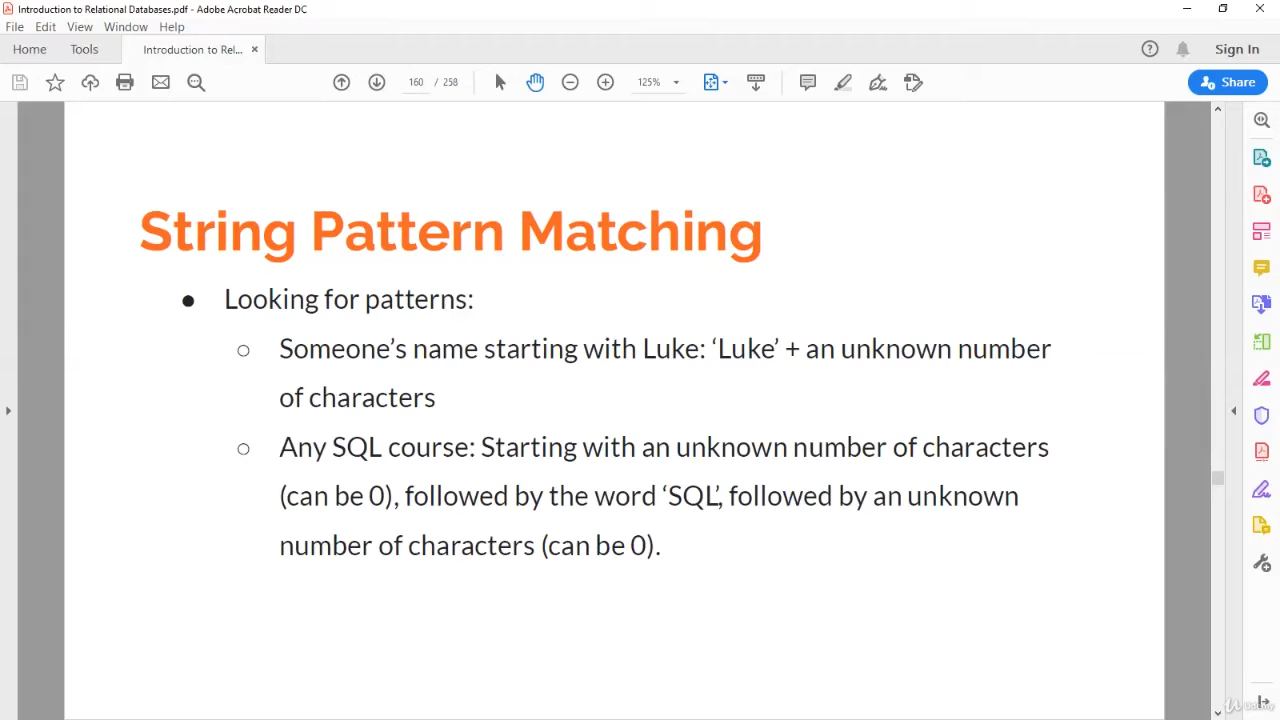 Introduction to Relational Databases.pdf - Adobe Acrobat Reader DC
File Edit View Window Help
Home Tools Introduction to Rel... × Sign In
160 / 258 125% Share
String Pattern Matching
● Looking for patterns:
○ Someone’s name starting with Luke: ‘Luke’ + an unknown number
of characters
○ Any SQL course: Starting with an unknown number of characters
(can be 0), followed by the word ‘SQL’, followed by an unknown
number of characters (can be 0).
Udemy